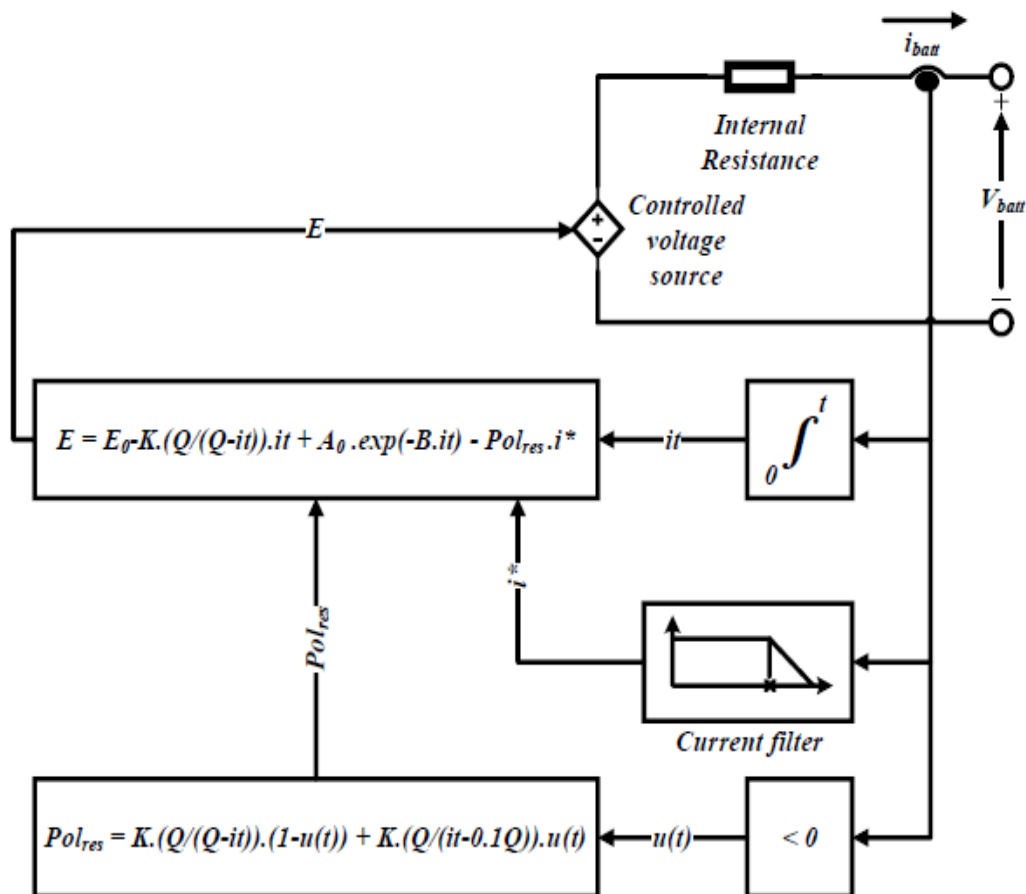 i_batt
+
Internal
Resistance
V_batt
E
+
-
Controlled
voltage
source
−
E = E_0-K.(Q/(Q-it)).it + A_0 .exp(-B.it) - Pol_res.i*
it
∫_0^t
i*
Pol_res
Current filter
Pol_res = K.(Q/(Q-it)).(1-u(t)) + K.(Q/(it-0.1Q)).u(t)
u(t)
< 0